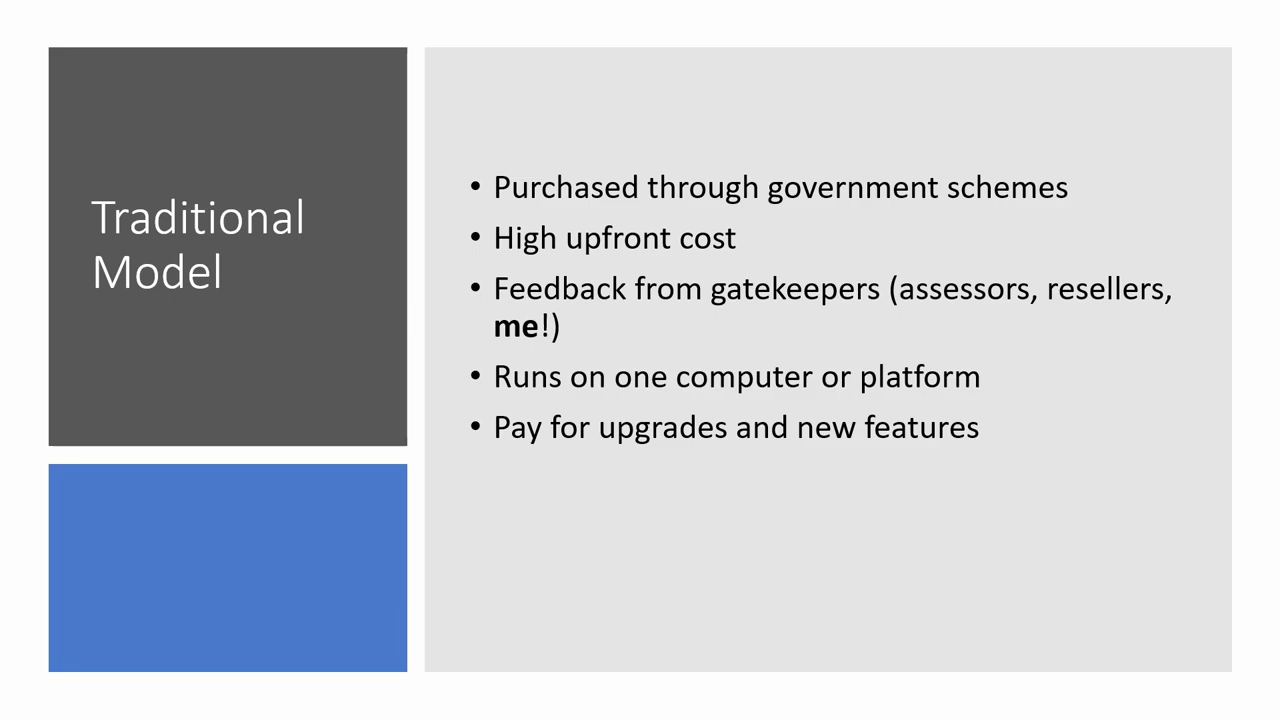 Traditional
Model
• Purchased through government schemes
• High upfront cost
• Feedback from gatekeepers (assessors, resellers,
me!)
• Runs on one computer or platform
• Pay for upgrades and new features